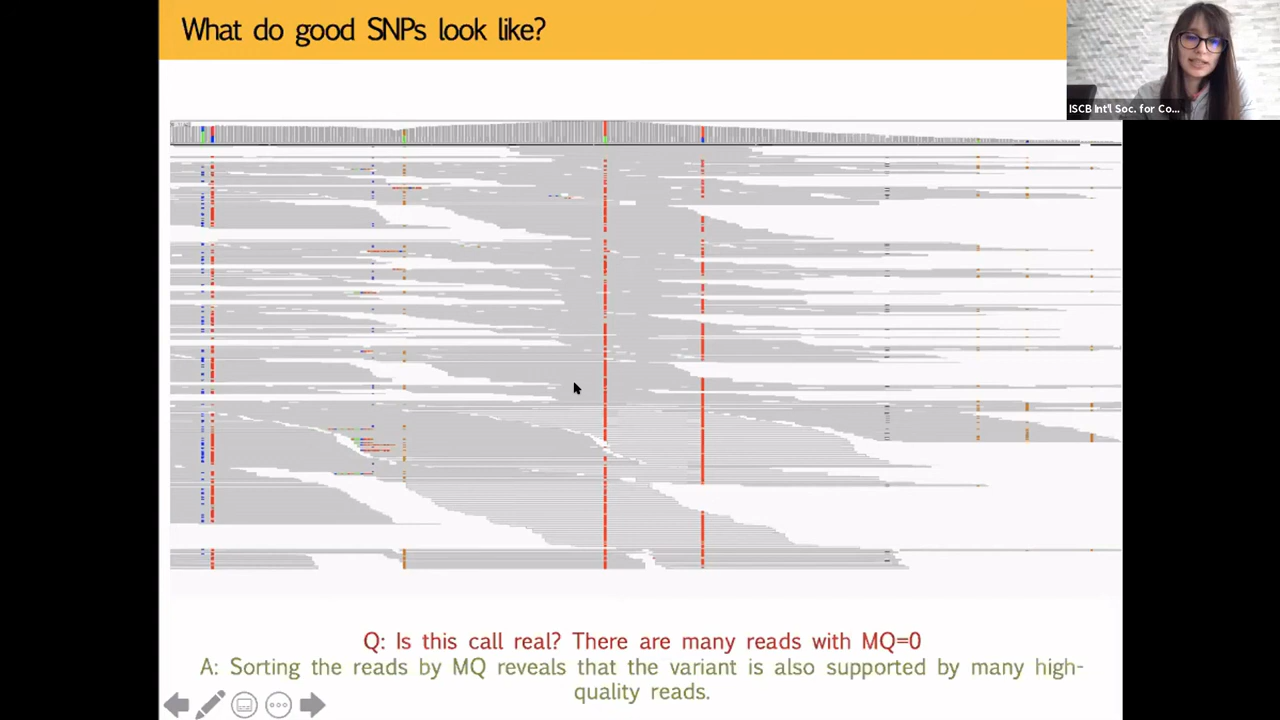 What do good SNPs look like?
ISCB Int'l Soc. for Co...
Q: Is this call real? There are many reads with MQ=0
A: Sorting the reads by MQ reveals that the variant is also supported by many high-
quality reads.